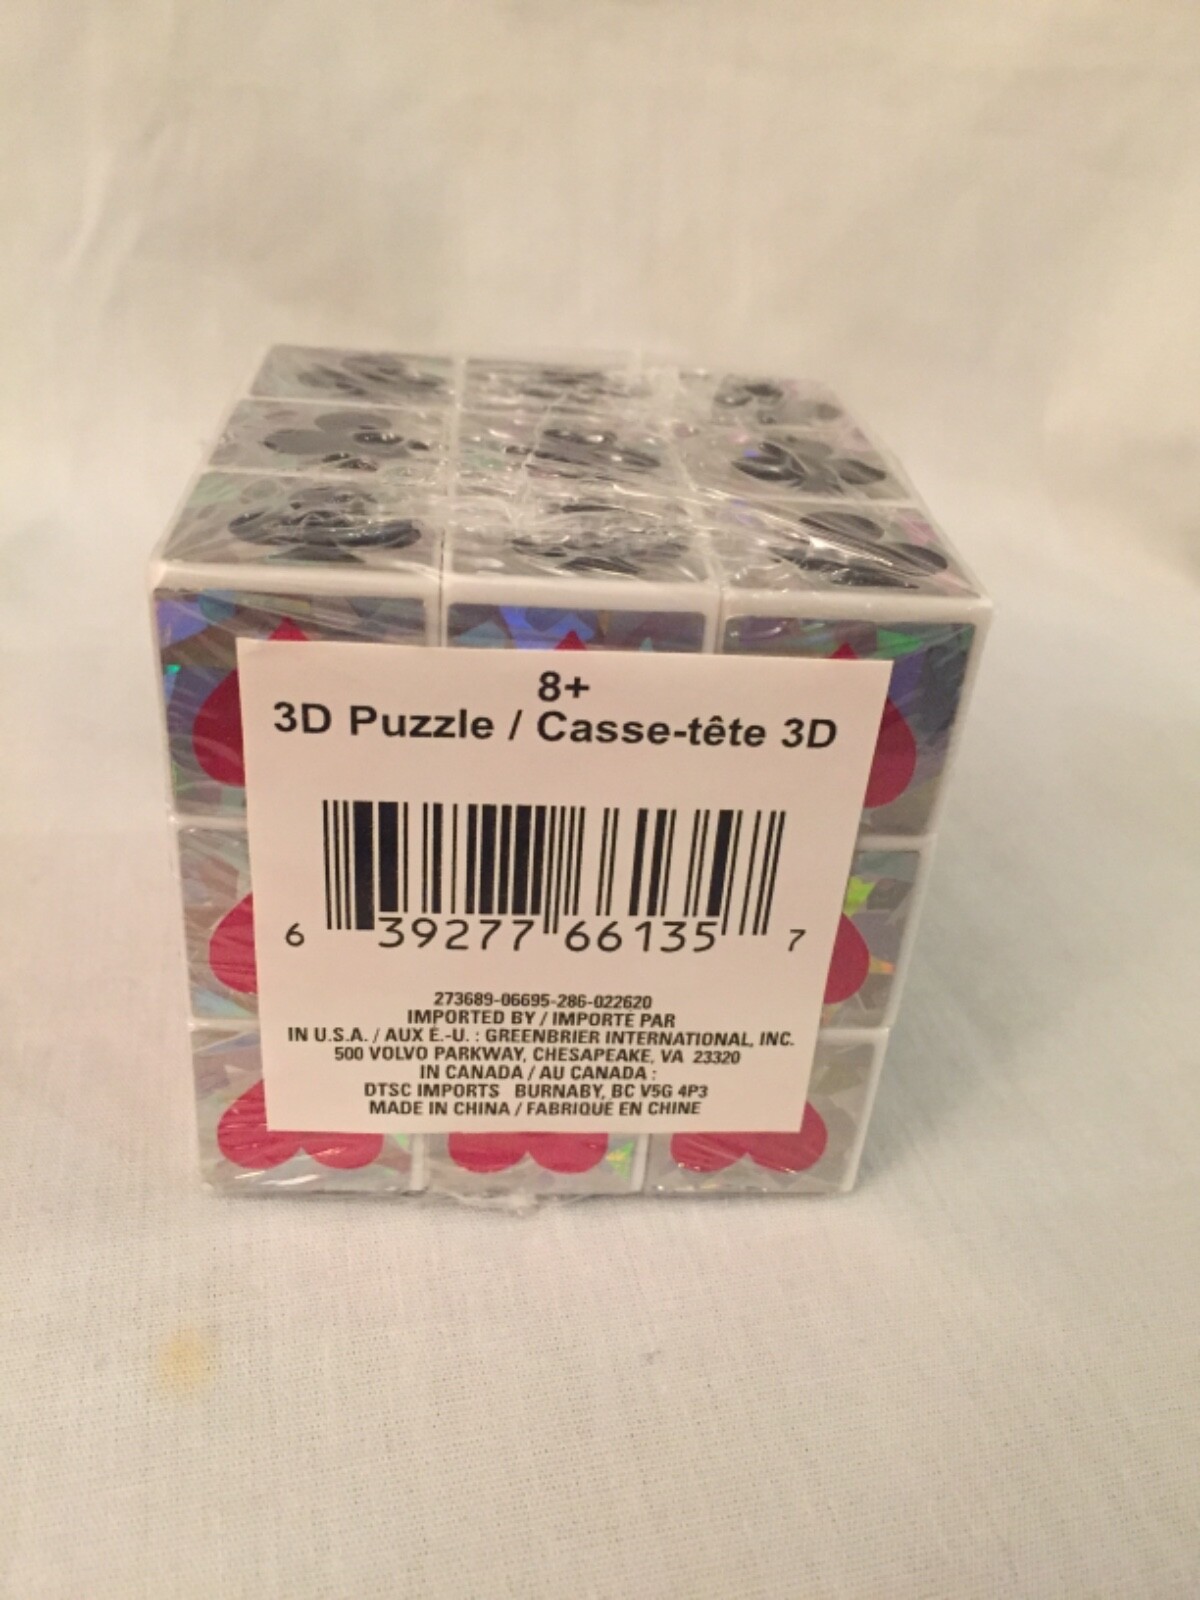 8+
3D Puzzle / Casse-tête 3D
6 39277 66135 7
273689-06695-286-022620
IMPORTED BY / IMPORTÉ PAR
IN U.S.A. / AUX É.-U. : GREENBRIER INTERNATIONAL, INC.
500 VOLVO PARKWAY, CHESAPEAKE, VA 23320
IN CANADA / AU CANADA :
DTSC IMPORTS BURNABY, BC V5G 4P3
MADE IN CHINA / FABRIQUÉ EN CHINE